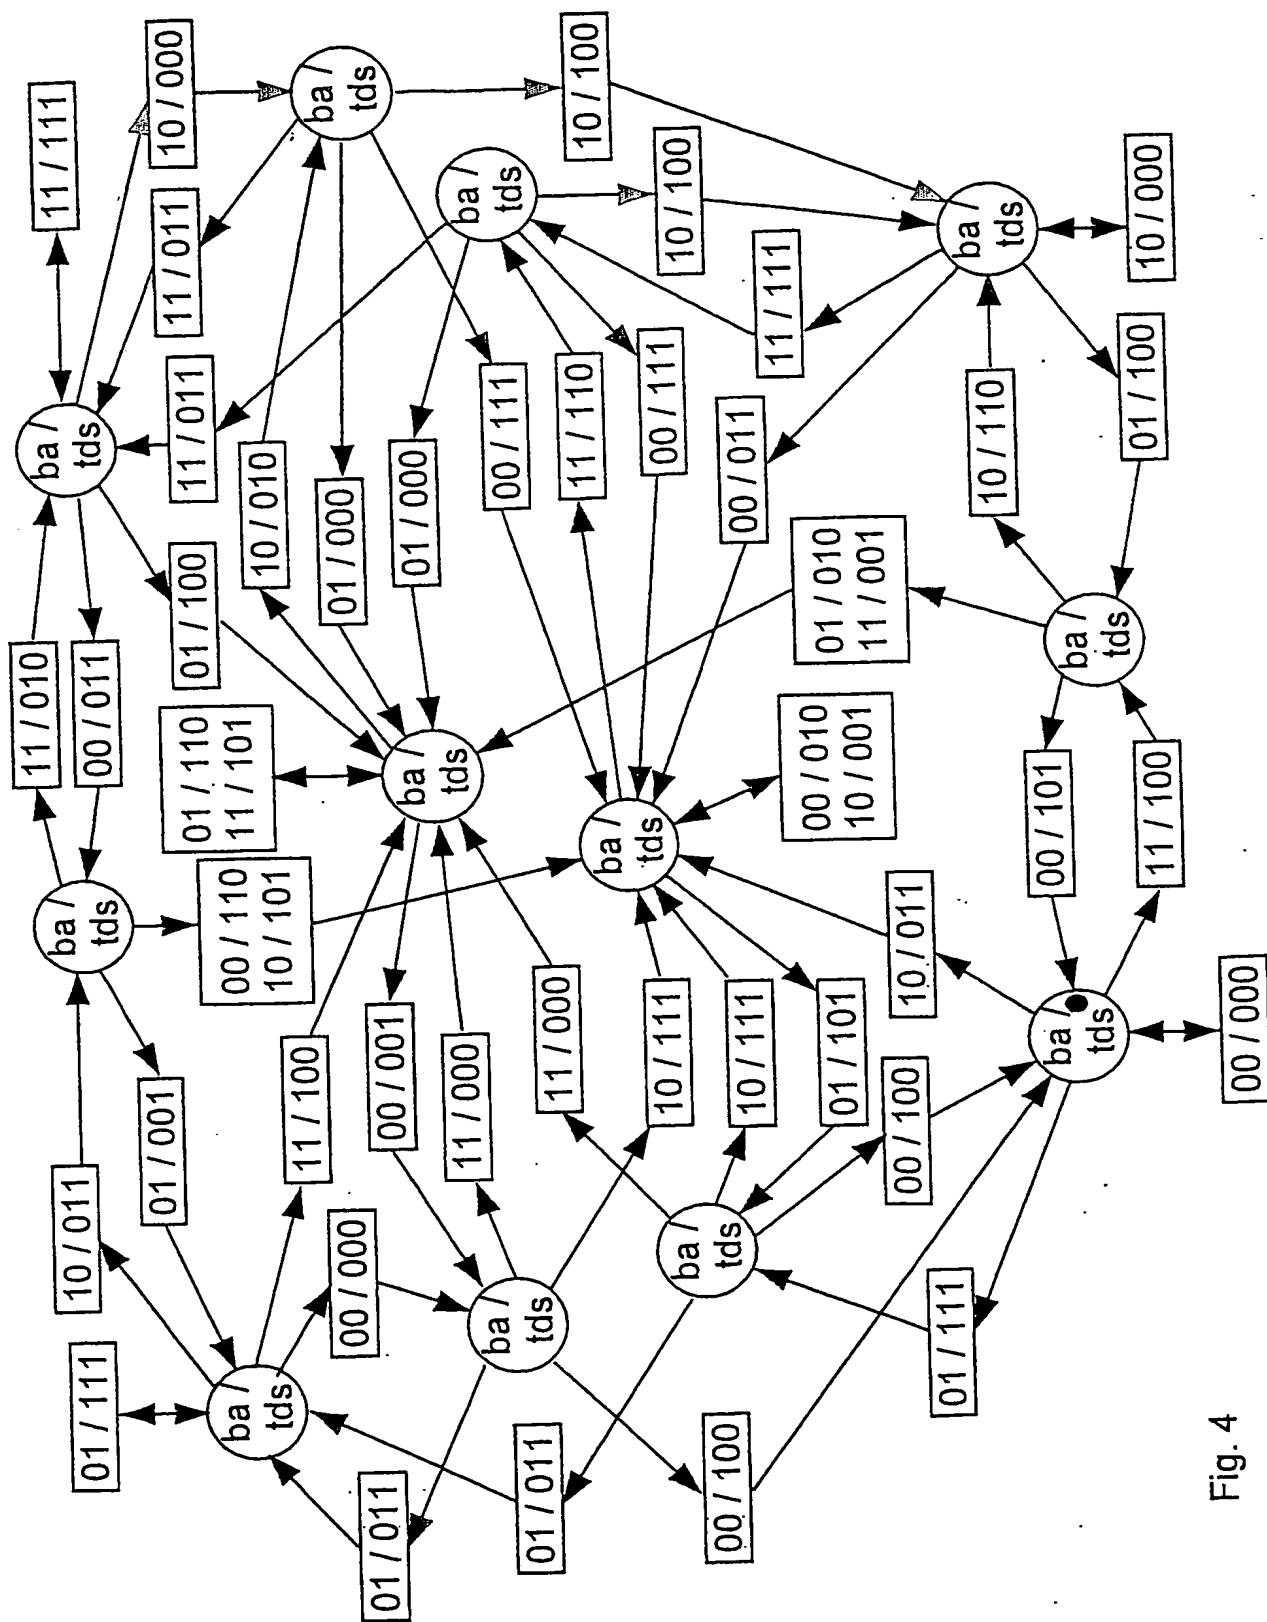 11 / 010
11 / 111
ba /
tds
01 / 111
10 / 011
ba /
tds
00 / 011
01 / 001
10 / 000
11 / 011
01 / 100
11 / 011
01 / 110
11 / 101
00 / 110
10 / 101
ba /
tds
10 / 010
11 / 100
01 / 000
ba /
tds
00 / 000
01 / 011
00 / 001
01 / 000
ba /
tds
11 / 000
ba /
tds
00 / 111
ba /
tds
01 / 011
11 / 000
11 / 110
10 / 100
ba /
tds
10 / 111
00 / 111
10 / 100
ba /
tds
00 / 100
10 / 111
00 / 011
11 / 111
00 / 010
10 / 001
01 / 101
01 / 010
11 / 001
00 / 100
10 / 011
01 / 111
ba /
tds
10 / 110
00 / 101
ba /
tds
ba /
tds
01 / 100
10 / 000
11 / 100
00 / 000
Fig. 4